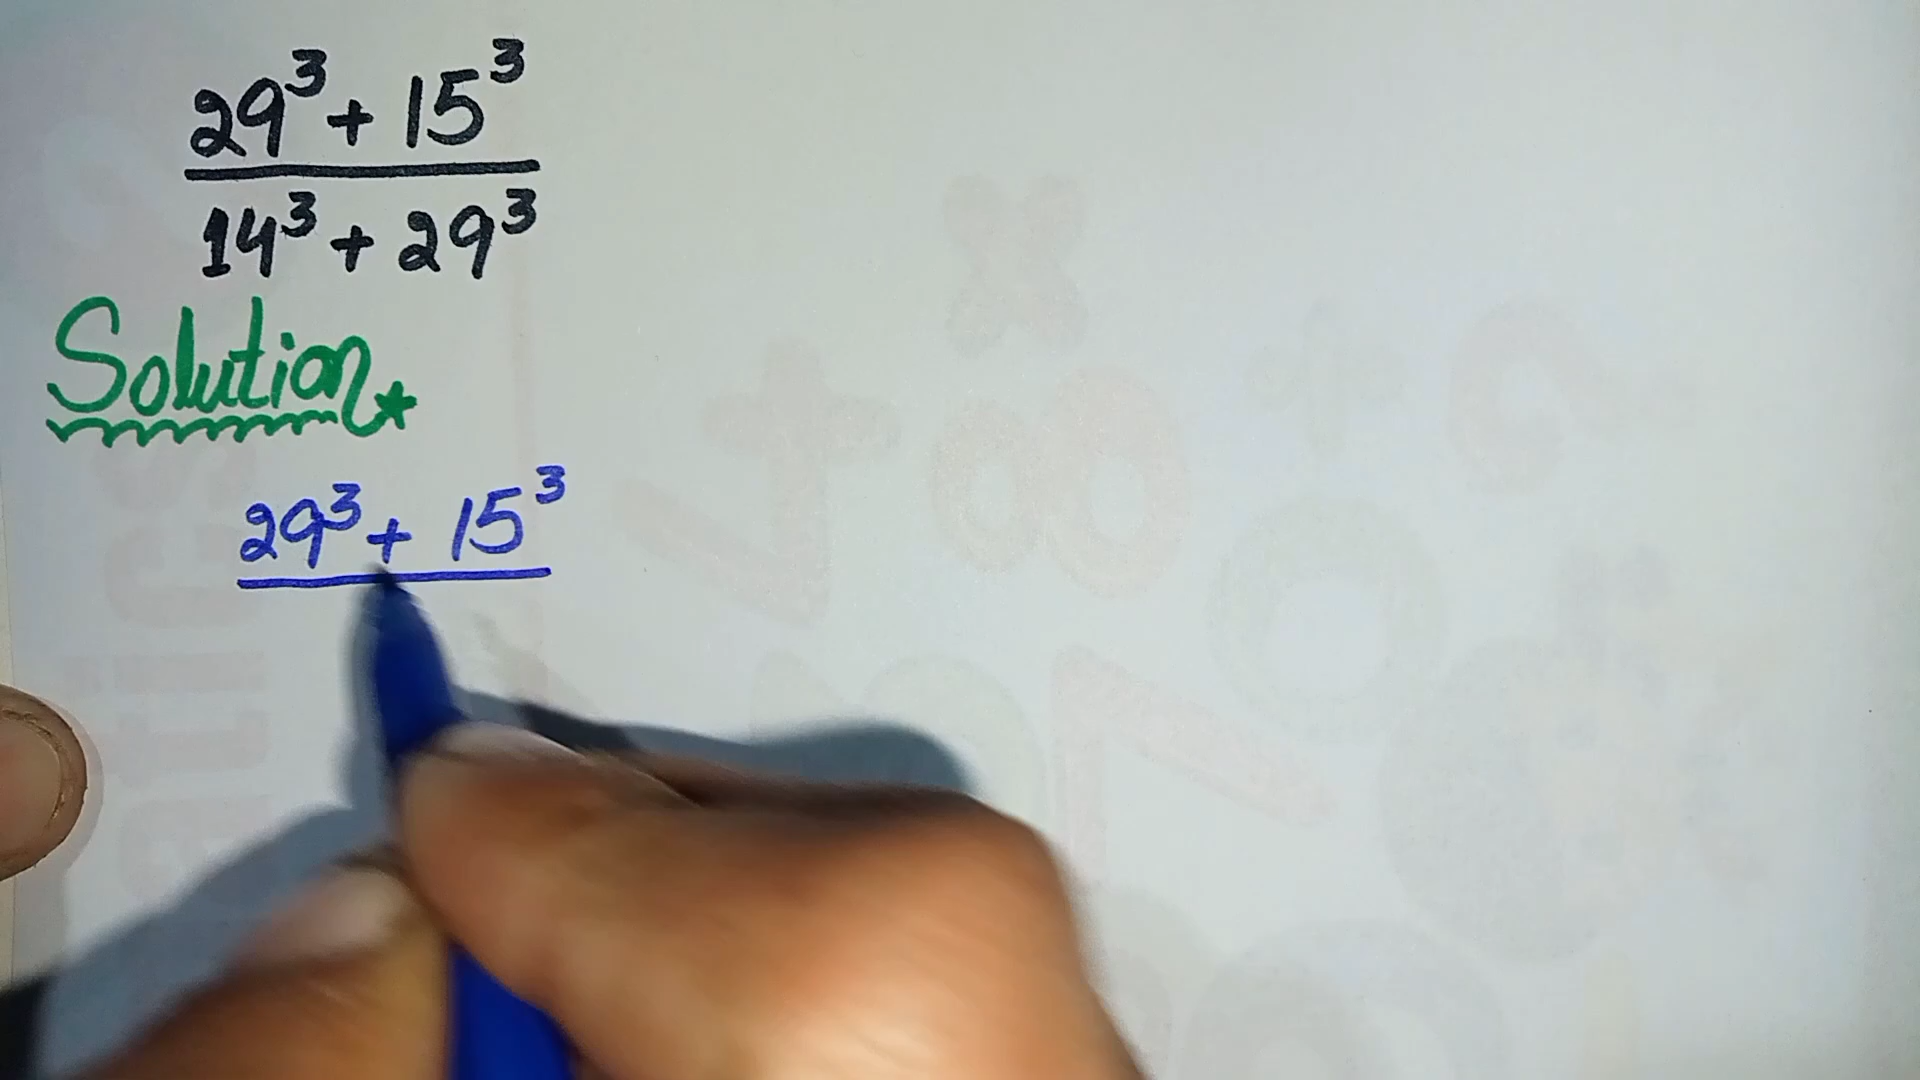 29³ + 15³
14³ + 29³
Solution
29³ + 15³